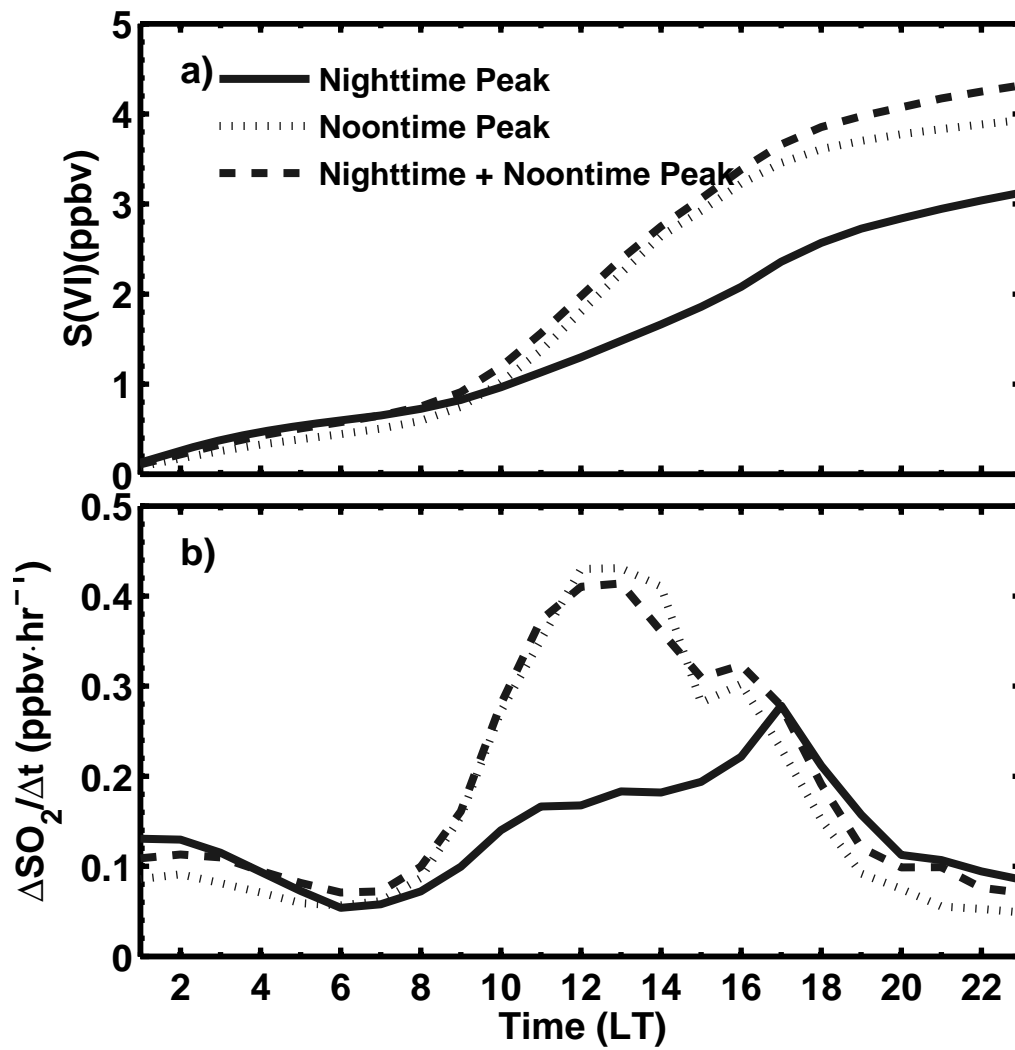 5
a) Nighttime Peak
4
Noontime Peak
Nighttime + Noontime Peak
3
S(VI)(ppbv)
2
1
0
0.5
b)
0.4
0.3
ΔSO₂/Δt (ppbv·hr⁻¹)
0.2
0.1
0
2 4 6 8 10 12 14 16 18 20 22
Time (LT)